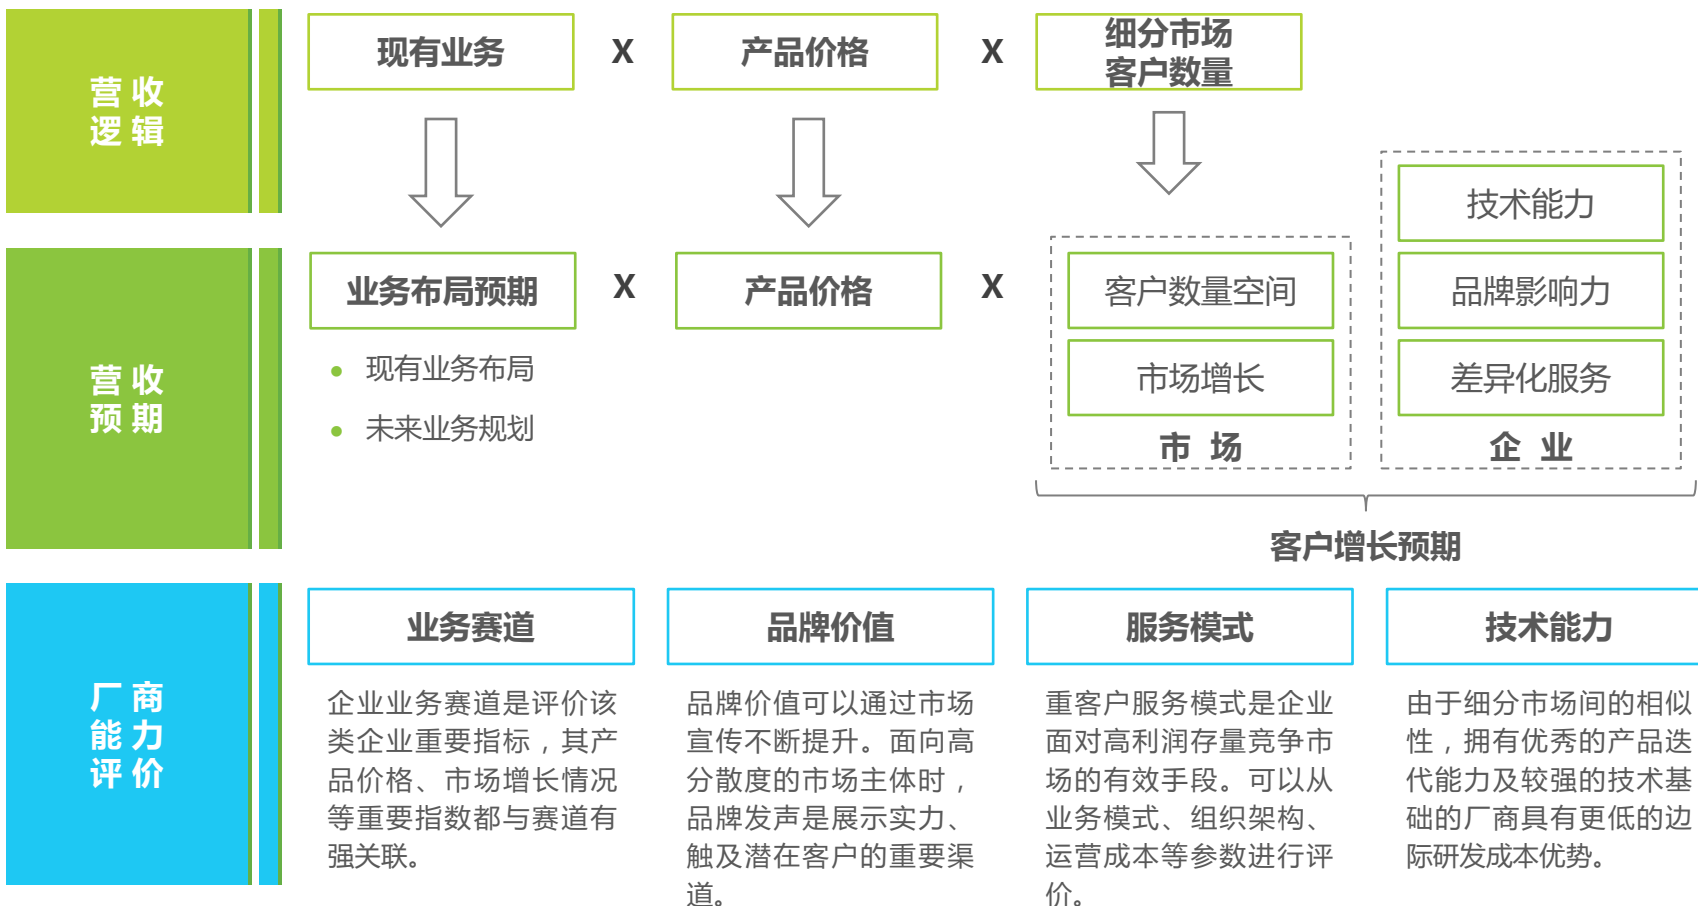 营 收
逻 辑
现有业务
X
产品价格
X
细分市场
客户数量
营 收
预 期
业务布局预期
X
产品价格
X
现有业务布局
未来业务规划
客户数量空间
市场增长
市 场
技术能力
品牌影响力
差异化服务
企 业
客户增长预期
厂 商
能 力
评 价
业务赛道
企业业务赛道是评价该
类企业重要指标，其产
品价格、市场增长情况
等重要指数都与赛道有
强关联。
品牌价值
品牌价值可以通过市场
宣传不断提升。面向高
分散度的市场主体时，
品牌发声是展示实力、
触及潜在客户的重要渠
道。
服务模式
重客户服务模式是企业
面对高利润存量竞争市
场的有效手段。可以从
业务模式、组织架构、
运营成本等参数进行评
价。
技术能力
由于细分市场间的相似
性，拥有优秀的产品迭
代能力及较强的技术基
础的厂商具有更低的边
际研发成本优势。